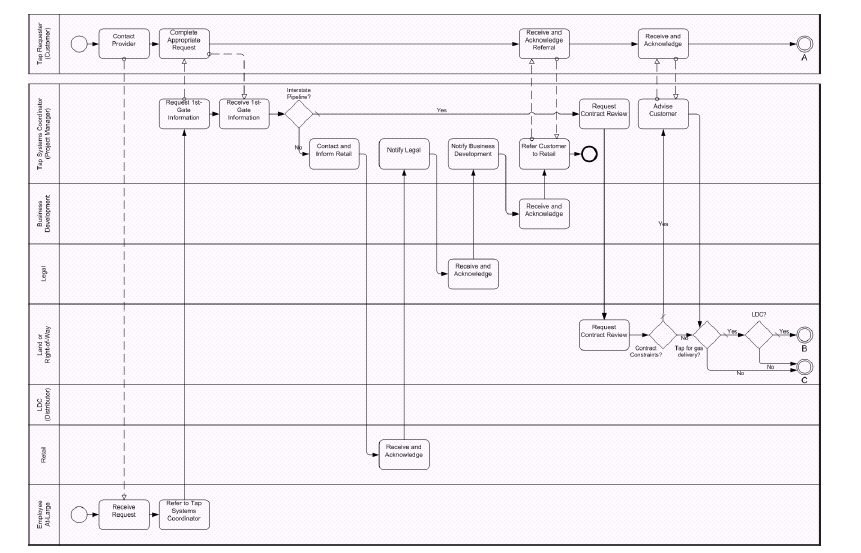 Tap Requester
(Customer)
Contact
Provider
Complete
Appropriate
Request
Receive and
Acknowledge
Referral
Receive and
Acknowledge
A
Tap Systems Coordinator
(Project Manager)
Request 1st-
Gate
Information
Receive 1st-
Gate
Information
Interstate
Pipeline?
Yes
No
Contact and
Inform Retail
Notify Legal
Notify Business
Development
Refer Customer
to Retail
Request
Contract Review
Advise
Customer
Business
Development
Receive and
Acknowladge
Yes
Legal
Receive and
Acknowledge
Land or
Right-of-Way
Request
Contract Review
Contract
Constraints?
No
Tap for gas
delivery?
Yes
LDC?
Yes
B
No
No
C
LDC
(Distributor)
Retail
Receive and
Acknowledge
Employee
At-Large
Receive
Request
Refer to Tap
Systems
Coordinator